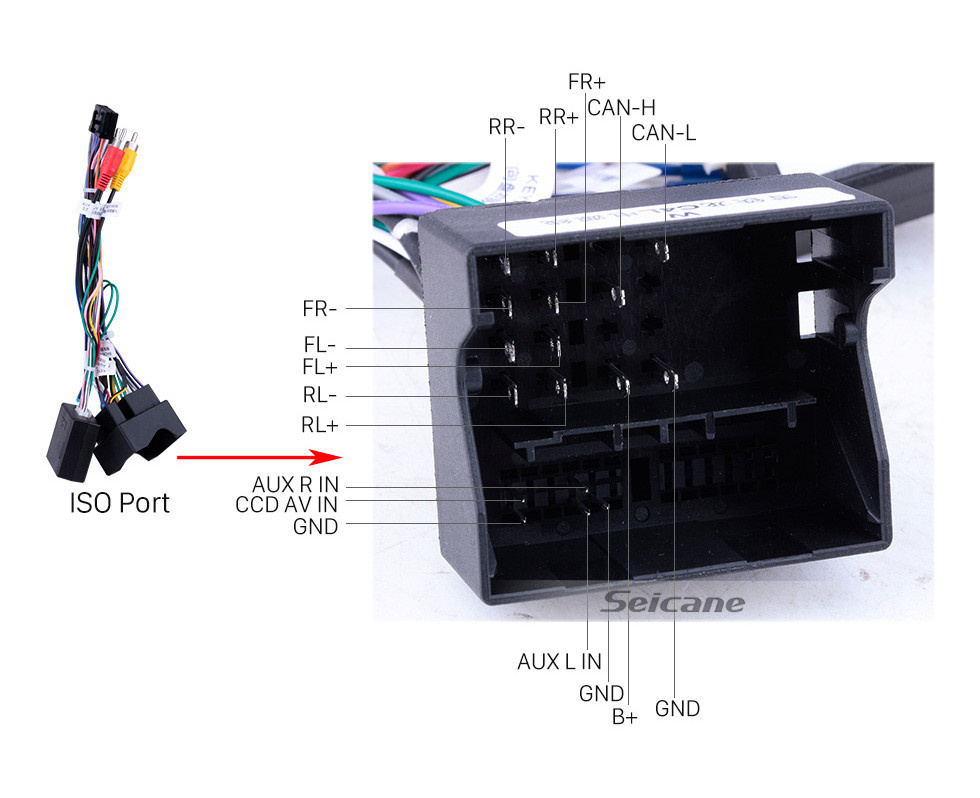 FR+
CAN-H
RR+
RR-
CAN-L
FR-
FL-
FL+
RL-
RL+
AUX R IN
CCD AV IN
GND
ISO Port
Seicane
AUX L IN
GND
B+
GND